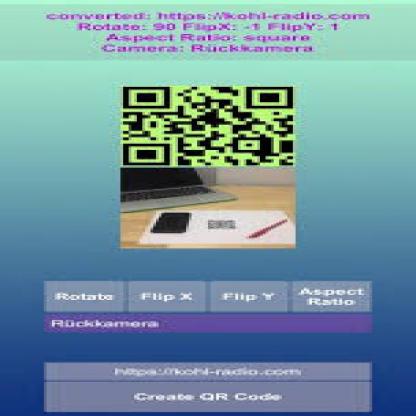 converted: https://kohl-radio.com
Rotate: 90 FlipX: -1 FlipY: 1
Aspect Ratio: square
Camera: Rückkamera
Rotate
Flip X
Flip Y
Aspect
Ratio
Rückkamera
https://kohl-radio.com
Create QR Code